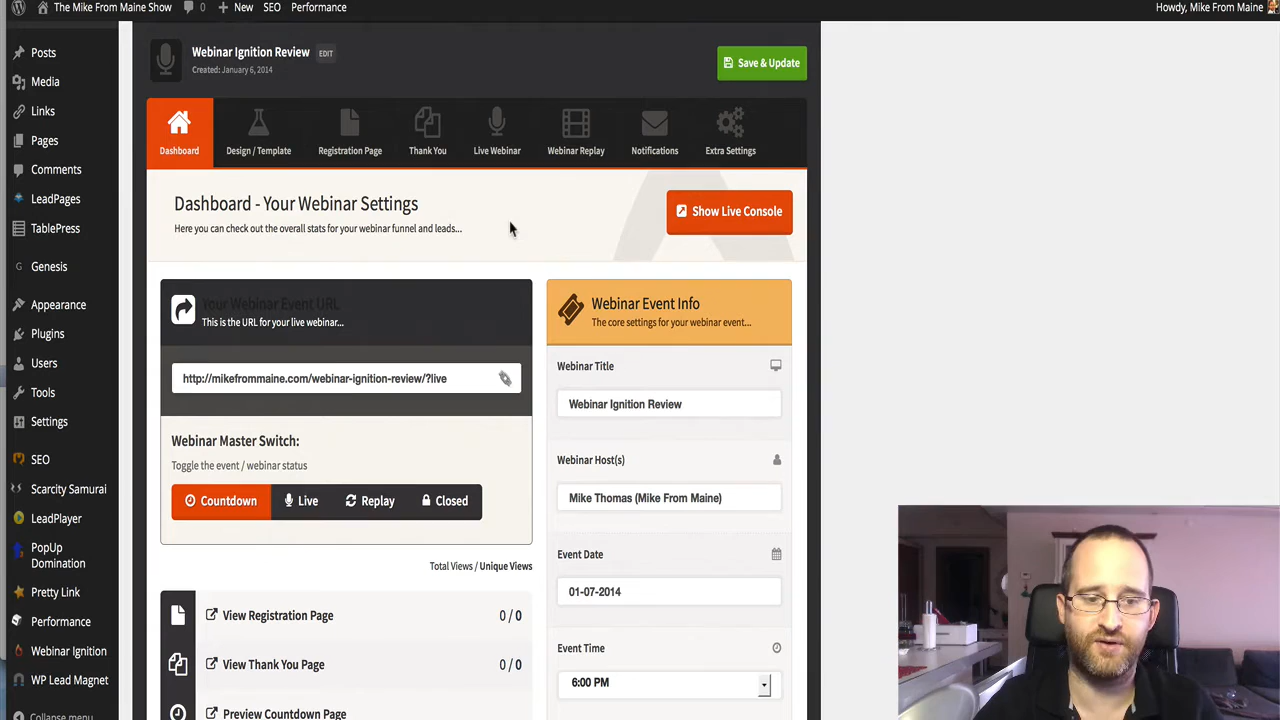 The Mike From Maine Show
0
New
SEO
Performance
Howdy, Mike From Maine
Posts
Media
Links
Pages
Comments
LeadPages
TablePress
Genesis
Appearance
Plugins
Users
Tools
Settings
SEO
Scarcity Samurai
LeadPlayer
PopUp
Domination
Pretty Link
Performance
Webinar Ignition
WP Lead Magnet
Collapse menu
Webinar Ignition Review
EDIT
Created: January 6, 2014
Save & Update
Dashboard
Design / Template
Registration Page
Thank You
Live Webinar
Webinar Replay
Notifications
Extra Settings
Dashboard - Your Webinar Settings
Here you can check out the overall stats for your webinar funnel and leads...
Show Live Console
Your Webinar Event URL
This is the URL for your live webinar...
http://mikefrommaine.com/webinar-ignition-review/?live
Webinar Master Switch:
Toggle the event / webinar status
Countdown
Live
Replay
Closed
Total Views / Unique Views
View Registration Page
0 / 0
View Thank You Page
0 / 0
Preview Countdown Page
Webinar Event Info
The core settings for your webinar event...
Webinar Title
Webinar Ignition Review
Webinar Host(s)
Mike Thomas (Mike From Maine)
Event Date
01-07-2014
Event Time
6:00 PM